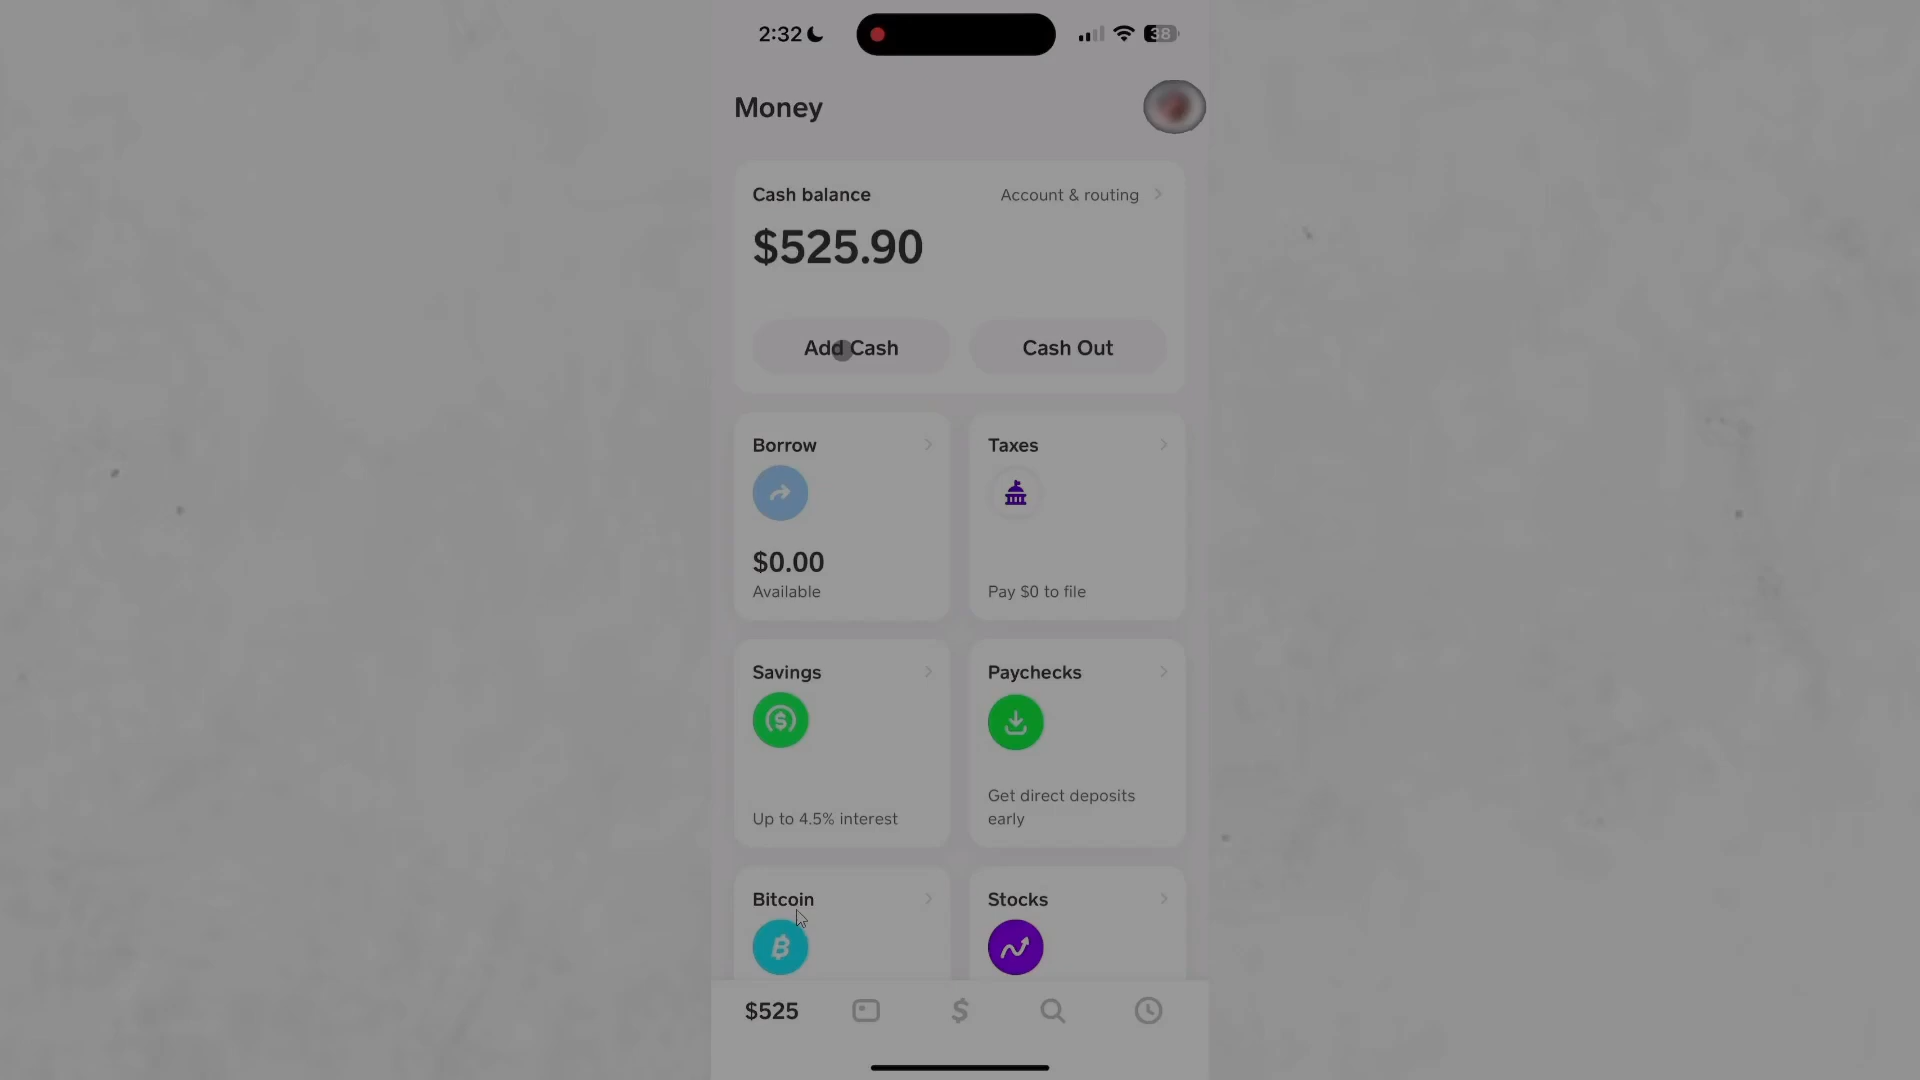 2:32
38
Money
Cash balance
Account & routing
$525.90
Add Cash
Cash Out
Borrow
Taxes
$0.00
Available
Pay $0 to file
Savings
Paychecks
Up to 4.5% interest
Get direct deposits
early
Bitcoin
Stocks
$525